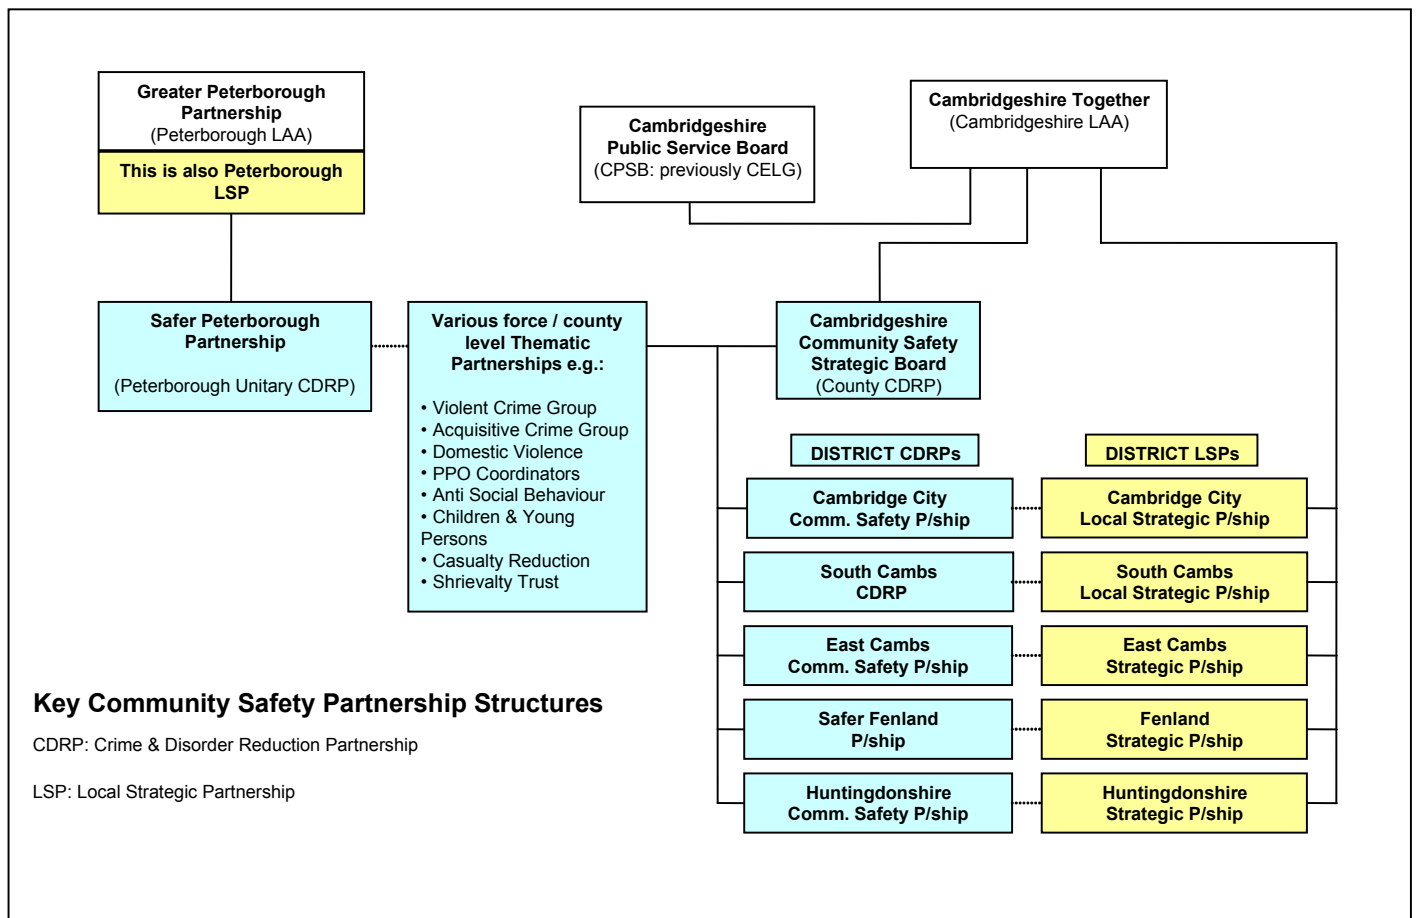 Greater Peterborough
Partnership
(Peterborough LAA)
This is also Peterborough
LSP
Cambridgeshire
Public Service Board
(CPSB: previously CELG)
Cambridgeshire Together
(Cambridgeshire LAA)
Safer Peterborough
Partnership
(Peterborough Unitary CDRP)
Various force / county
level Thematic
Partnerships e.g.:
• Violent Crime Group
• Acquisitive Crime Group
• Domestic Violence
• PPO Coordinators
• Anti Social Behaviour
• Children & Young
Persons
• Casualty Reduction
• Shrievalty Trust
Cambridgeshire
Community Safety
Strategic Board
(County CDRP)
DISTRICT CDRPs
DISTRICT LSPs
Cambridge City
Comm. Safety P/ship
Cambridge City
Local Strategic P/ship
South Cambs
CDRP
South Cambs
Local Strategic P/ship
East Cambs
Comm. Safety P/ship
East Cambs
Strategic P/ship
Safer Fenland
P/ship
Fenland
Strategic P/ship
Huntingdonshire
Comm. Safety P/ship
Huntingdonshire
Strategic P/ship
Key Community Safety Partnership Structures
CDRP: Crime & Disorder Reduction Partnership
LSP: Local Strategic Partnership